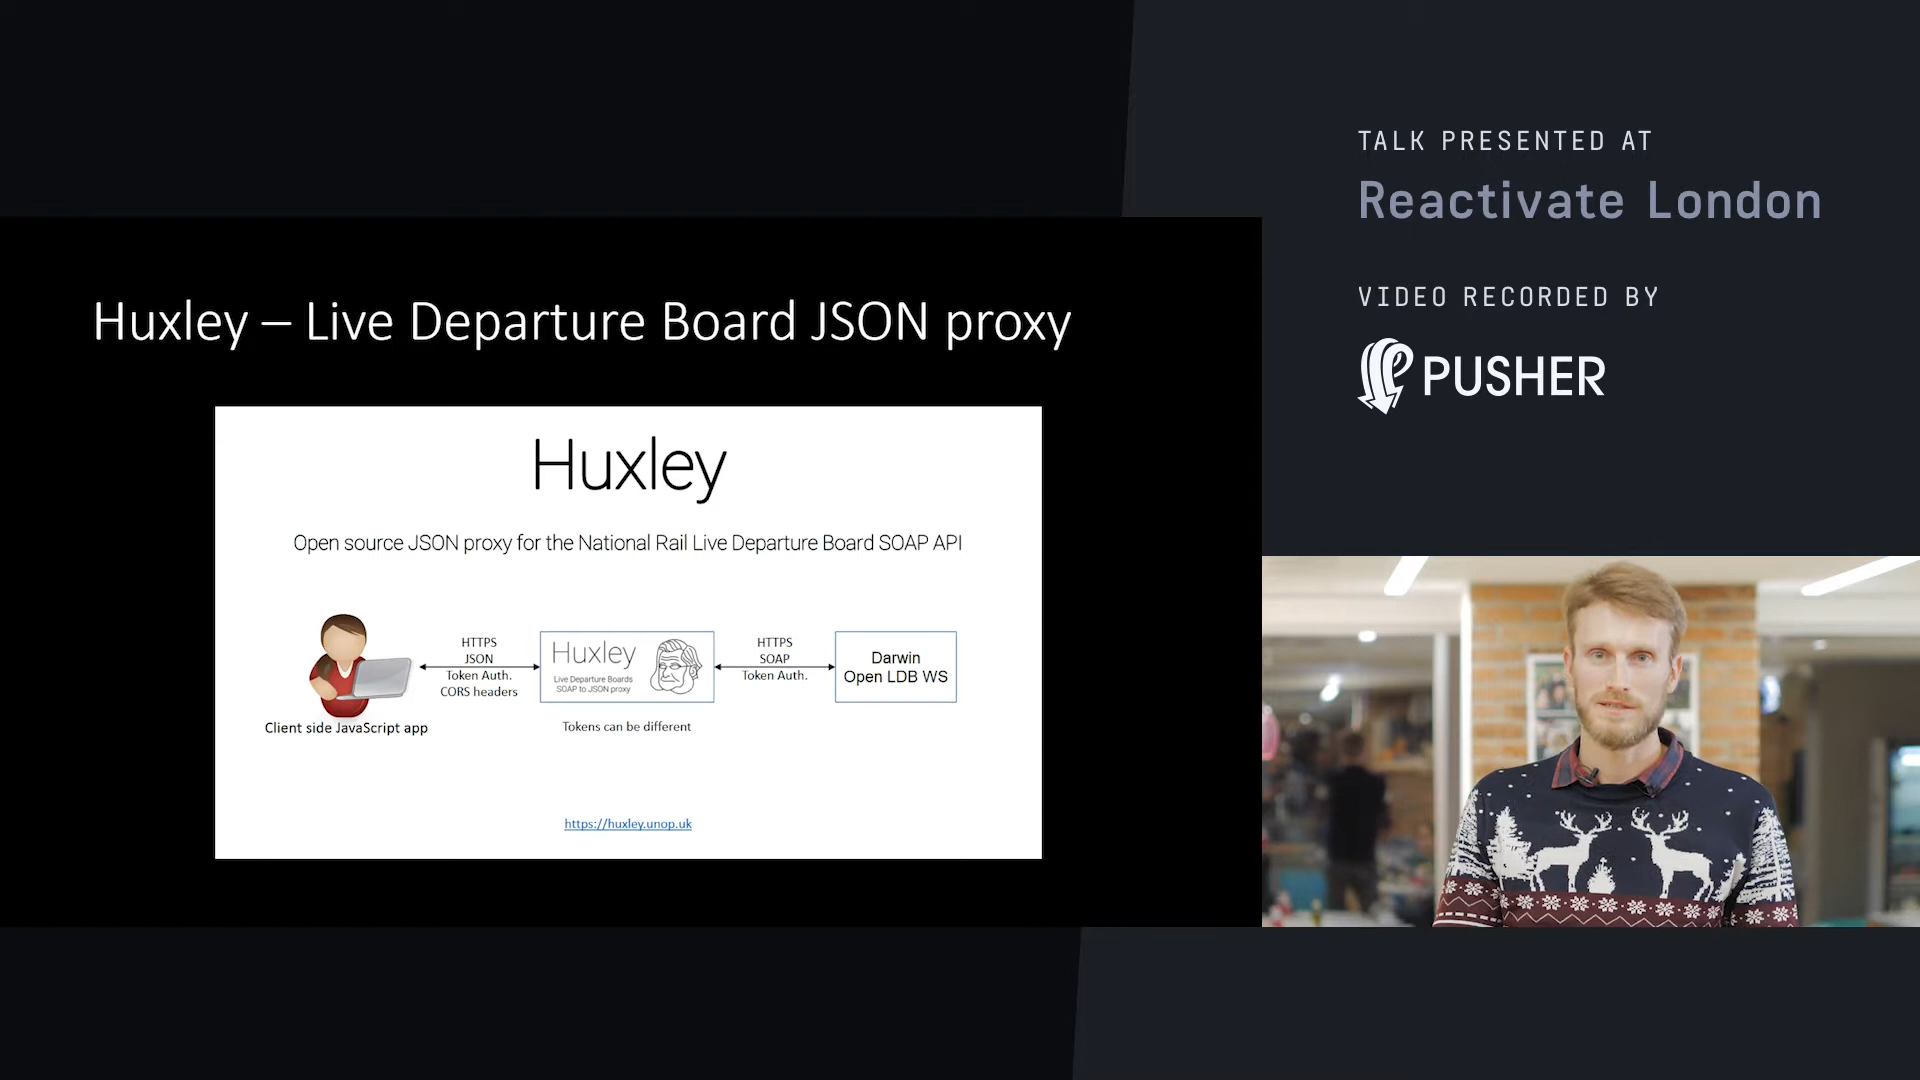 TALK PRESENTED AT
Reactivate London
VIDEO RECORDED BY
PUSHER
Huxley – Live Departure Board JSON proxy
Huxley
Open source JSON proxy for the National Rail Live Departure Board SOAP API
HTTPS
JSON
Token Auth.
CORS headers
Huxley
Live Departure Boards
SOAP to JSON proxy
HTTPS
SOAP
Token Auth.
Darwin
Open LDB WS
Client side JavaScript app
Tokens can be different
https://huxley.unop.uk